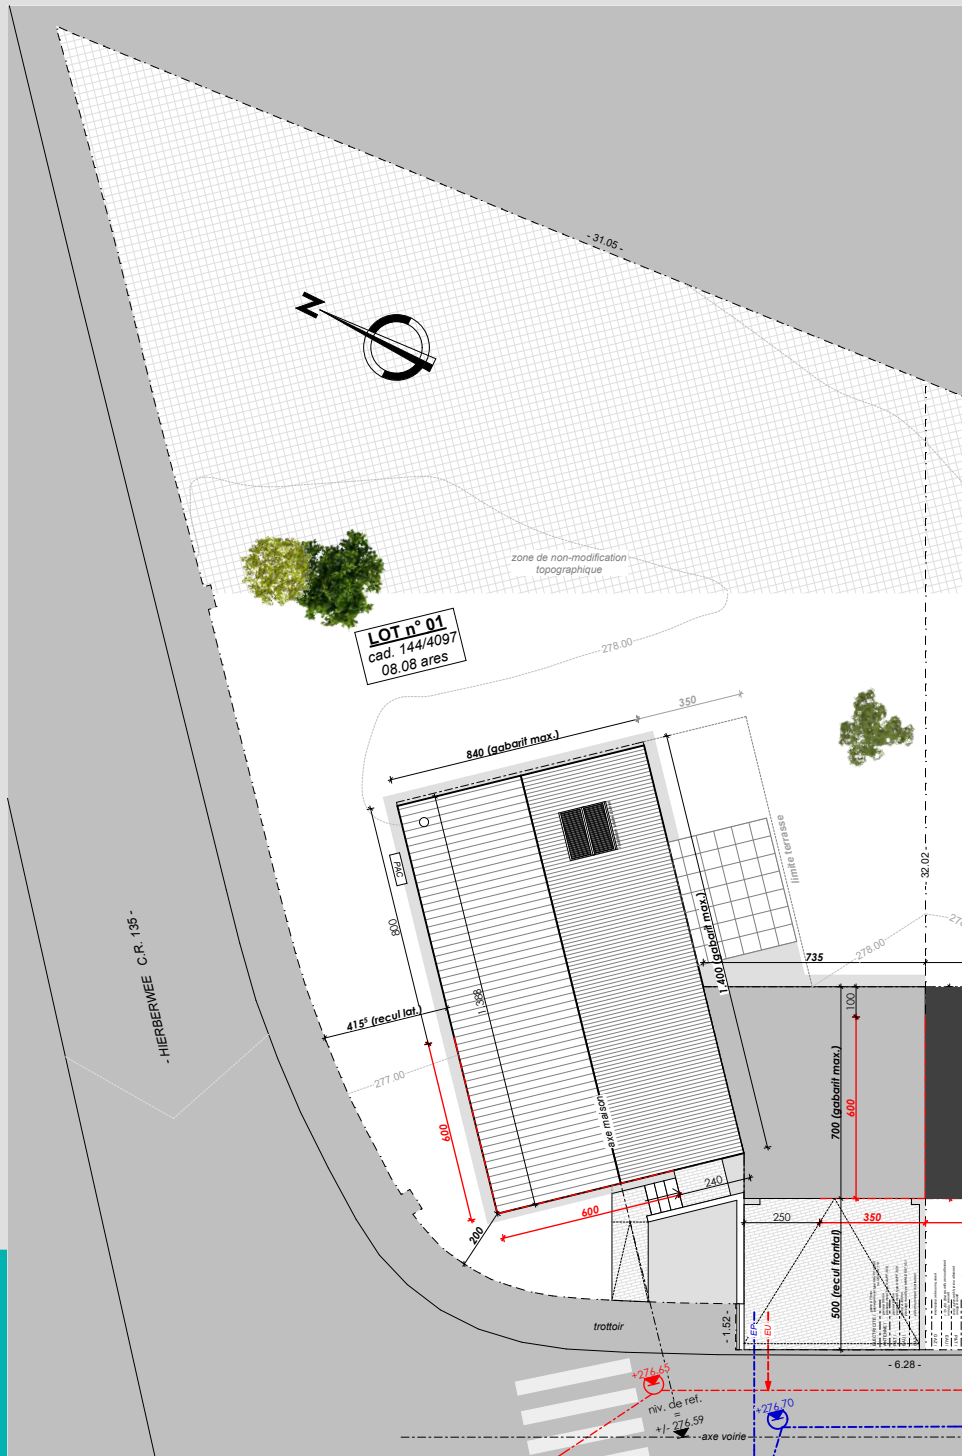 - 31.05 -
N
zone de non-modification
topographique
LOT n° 01
cad. 144/4097
08.08 ares
278.00
350
840 (gabarit max.)
limite terrasse
- 32.02 -
PAC
800
1.388
1.400 (gabarit max.)
735
278.00
- HIERBERWEE C.R. 135 -
415⁵ (recul lat.)
277.00
100
700 (gabarit max.)
600
600
axe maison
240
600
200
250
350
500 (recul frontal)
trottoir
- 1.52 -
EP
EU
- 6.28 -
+276.65
niv. de ref.
=
+/- 276.59
+276.70
axe voirie